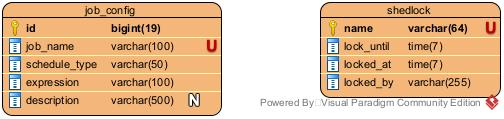 job_config
id bigint(19)
job_name varchar(100) U
schedule_type varchar(50)
expression varchar(100)
description varchar(500) N
shedlock
name varchar(64) U
lock_until time(7)
locked_at time(7)
locked_by varchar(255)
Powered By Visual Paradigm Community Edition